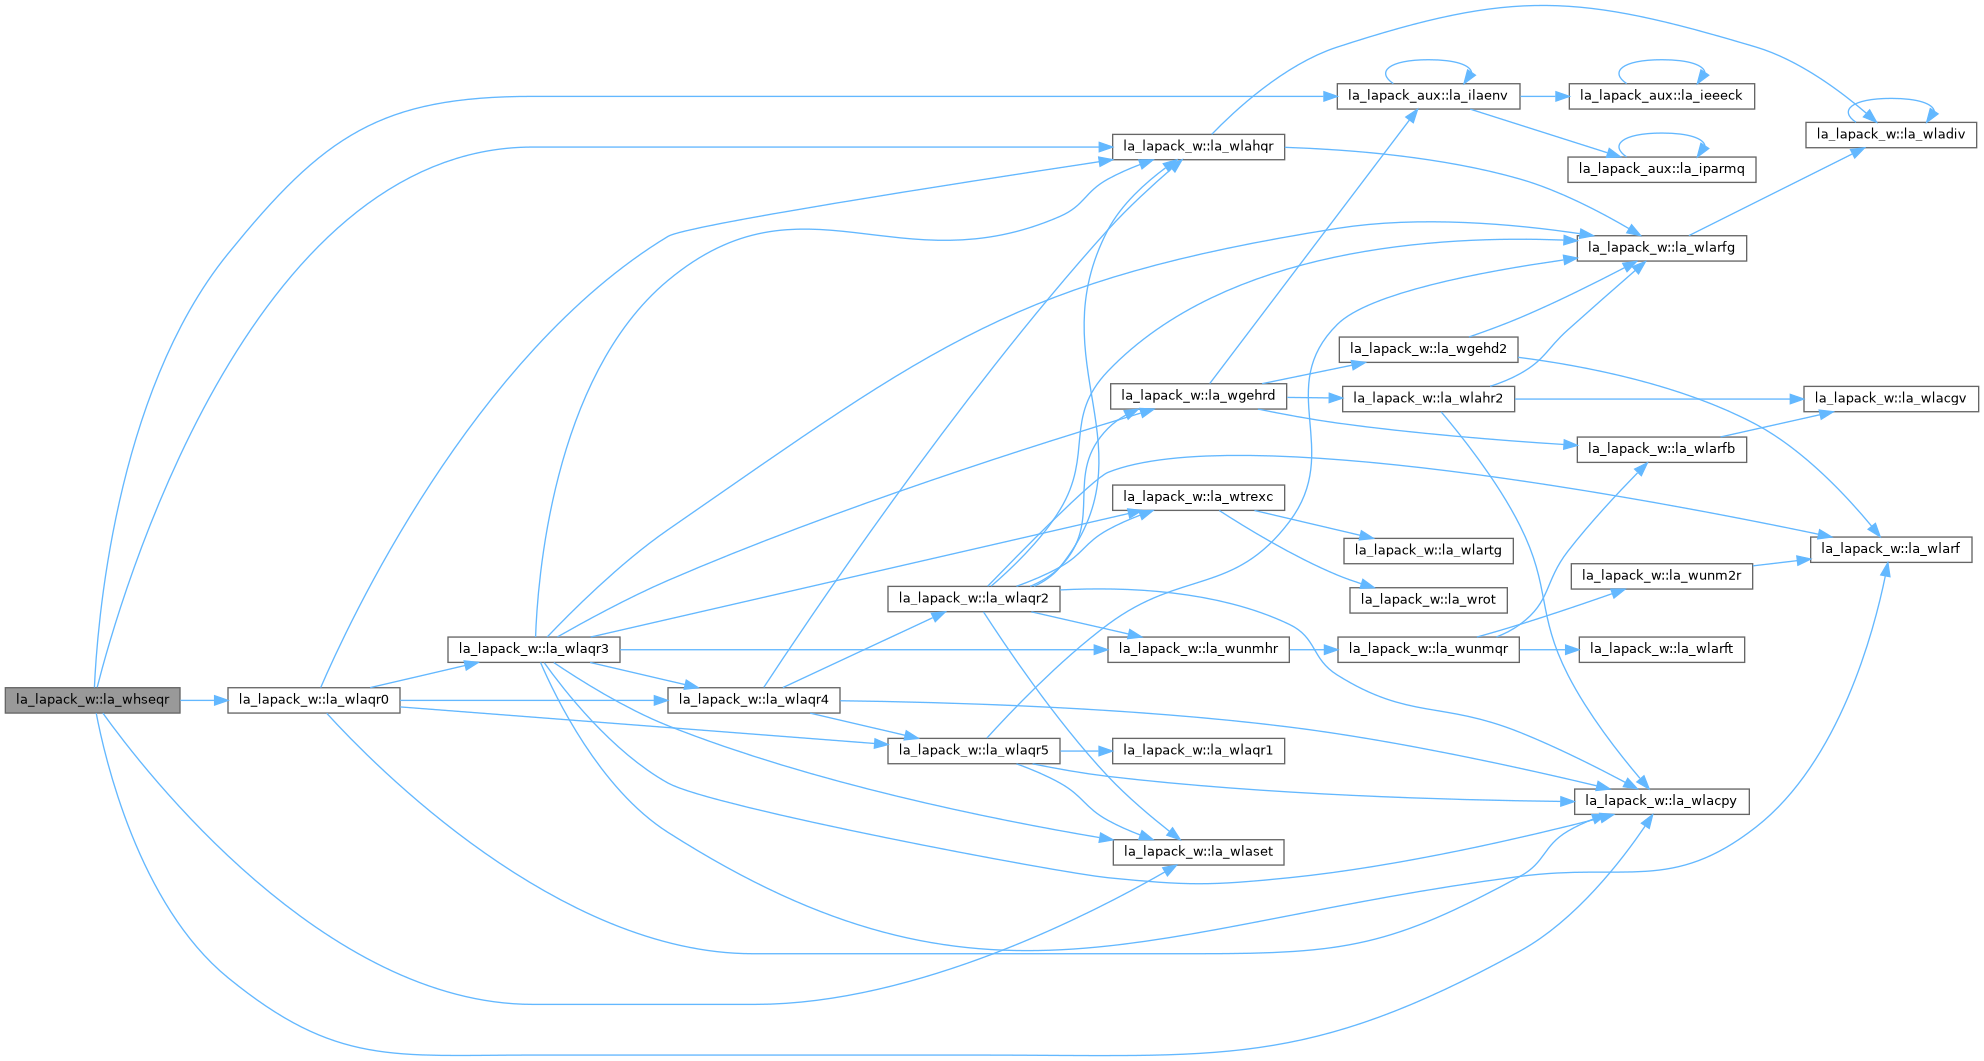 la_lapack_w::la_whseqr
la_lapack_w::la_wlaqr0
la_lapack_w::la_wlaqr3
la_lapack_w::la_wlaqr4
la_lapack_w::la_wlaqr2
la_lapack_w::la_wlaqr5
la_lapack_w::la_wlahqr
la_lapack_w::la_wgehrd
la_lapack_w::la_wtrexc
la_lapack_w::la_wunmhr
la_lapack_w::la_wlaqr1
la_lapack_w::la_wlaset
la_lapack_aux::la_ilaenv
la_lapack_w::la_wgehd2
la_lapack_w::la_wlahr2
la_lapack_w::la_wlartg
la_lapack_w::la_wrot
la_lapack_w::la_wunmqr
la_lapack_aux::la_ieeeck
la_lapack_aux::la_iparmq
la_lapack_w::la_wlarfg
la_lapack_w::la_wlarfb
la_lapack_w::la_wunm2r
la_lapack_w::la_wlarft
la_lapack_w::la_wlacpy
la_lapack_w::la_wladiv
la_lapack_w::la_wlacgv
la_lapack_w::la_wlarf